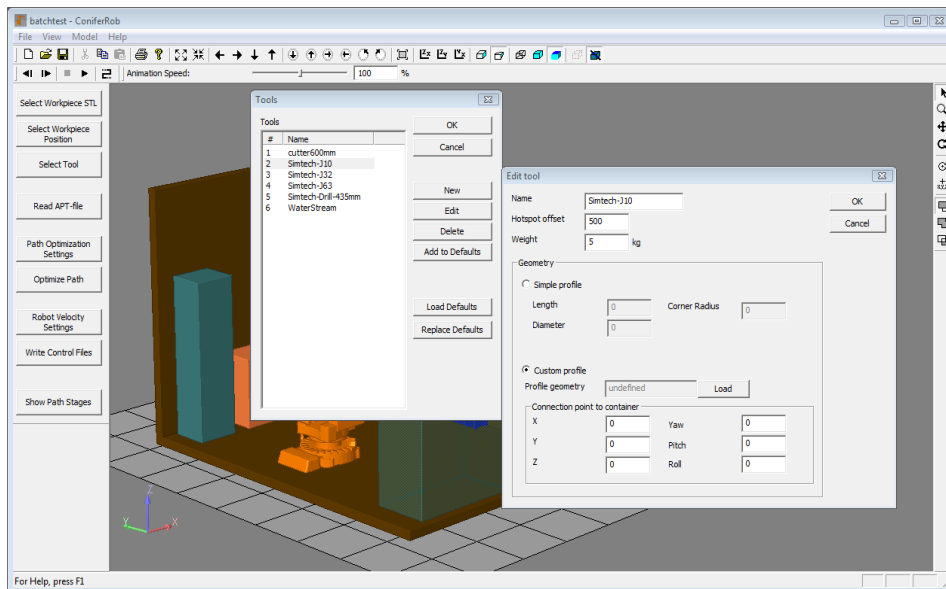 batchtest - ConiferRob
File View Model Help
Animation Speed: 100 %
Select Workpiece STL
Select Workpiece
Position
Select Tool
Read APT-file
Path Optimization
Settings
Optimize Path
Robot Velocity
Settings
Write Control Files
Show Path Stages
Tools
Tools
# Name
1 cutter600mm
2 Simtech-J10
3 Simtech-J32
4 Simtech-J63
5 Simtech-Drill-435mm
6 WaterStream
OK
Cancel
New
Edit
Delete
Add to Defaults
Load Defaults
Replace Defaults
Edit tool
Name Simtech-J10
Hotspot offset 500
Weight 5 kg
OK
Cancel
Geometry
Simple profile
Length 0 Corner Radius 0
Diameter 0
Custom profile
Profile geometry undefined Load
Connection point to container
X 0 Yaw 0
Y 0 Pitch 0
Z 0 Roll 0
Z
Y X
For Help, press F1